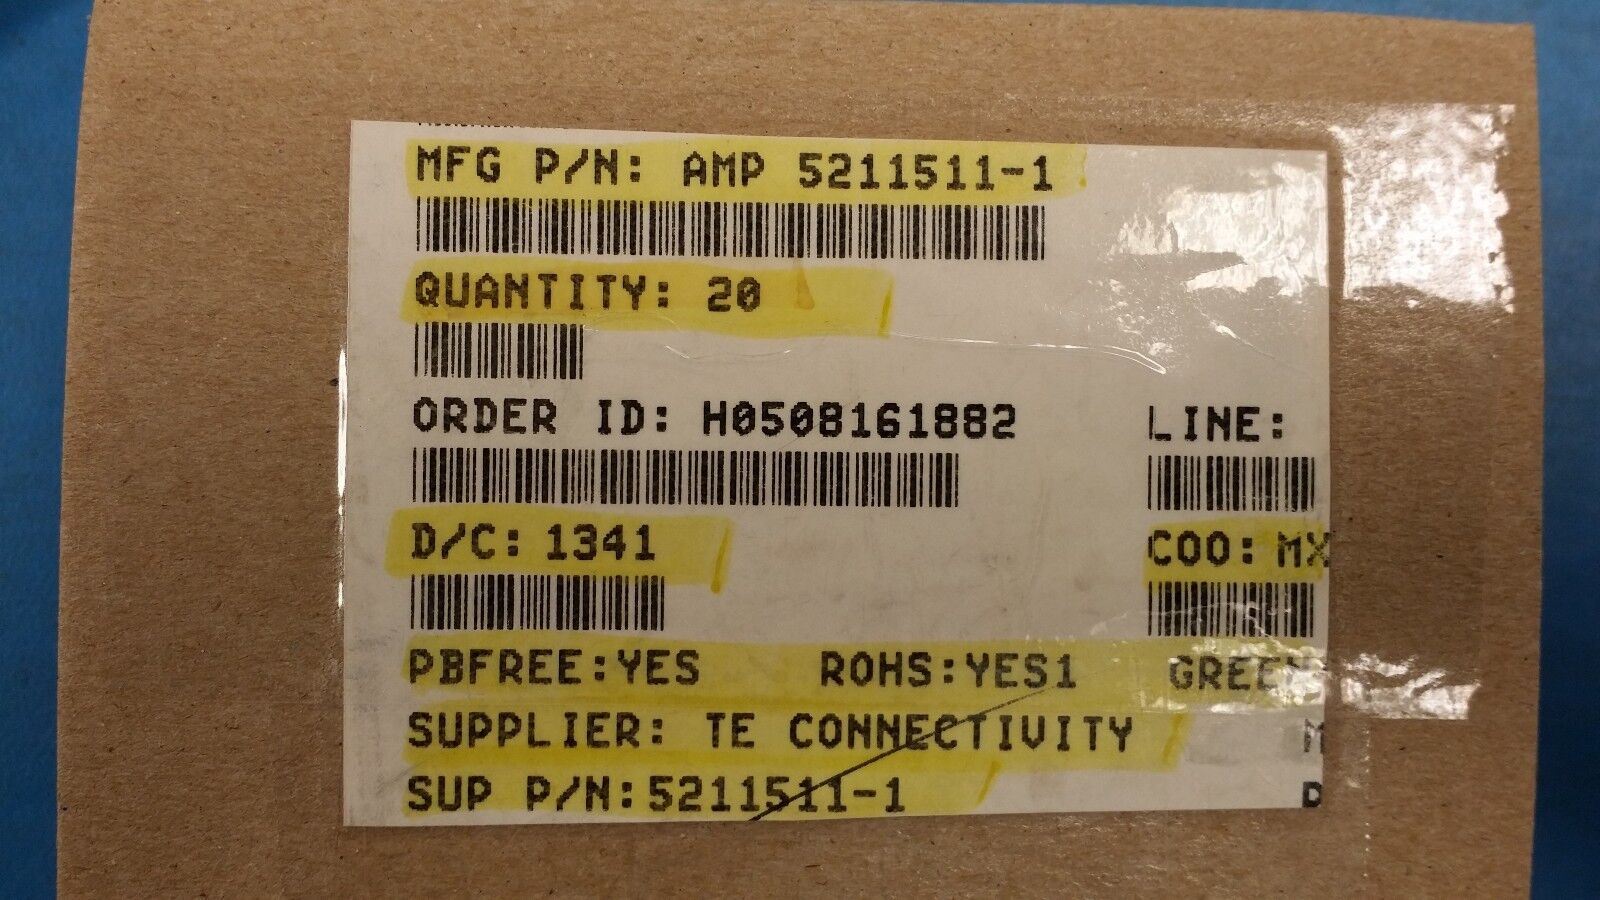 MFG P/N: AMP 5211511-1
QUANTITY: 20
ORDER ID: H0508161882 LINE:
D/C: 1341 COO: MX
PBFREE:YES ROHS:YES1 GREEN
SUPPLIER: TE CONNECTIVITY M
SUP P/N:5211511-1